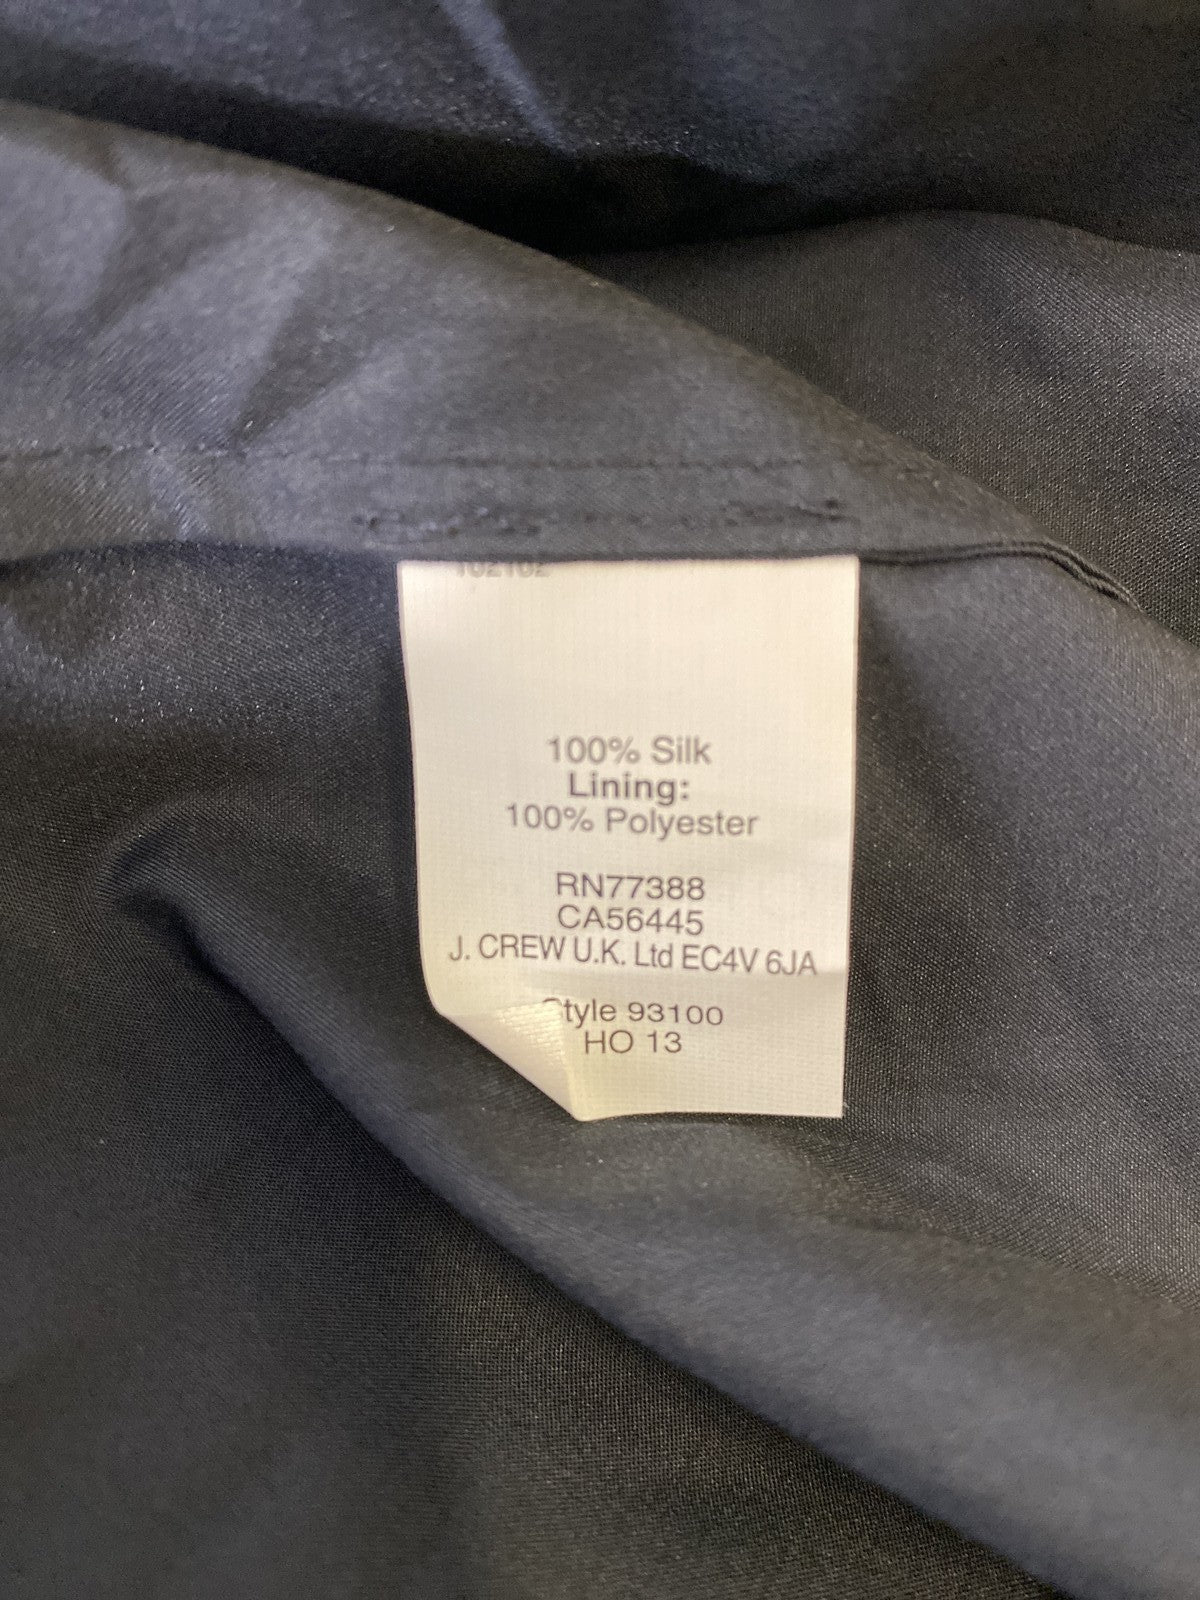 100% Silk
Lining:
100% Polyester
RN77388
CA56445
J. CREW U.K. Ltd EC4V 6JA
Style 93100
HO 13